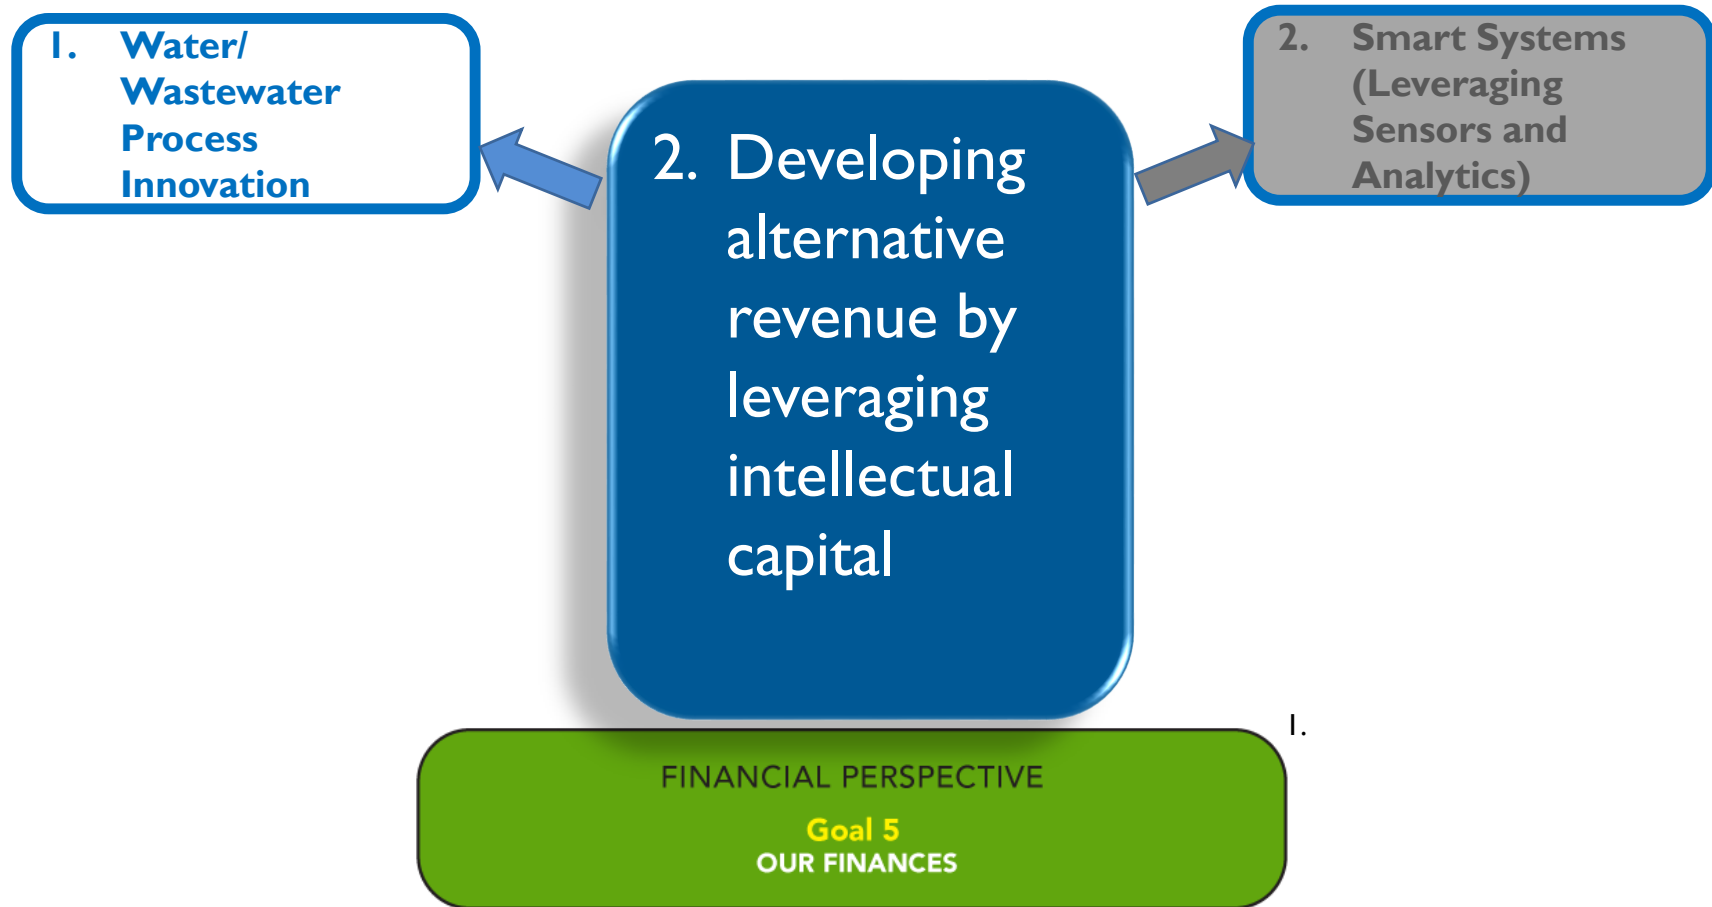 1. Water/
Wastewater
Process
Innovation
2. Smart Systems
(Leveraging
Sensors and
Analytics)
2. Developing
alternative
revenue by
leveraging
intellectual
capital
1.
FINANCIAL PERSPECTIVE
Goal 5
OUR FINANCES